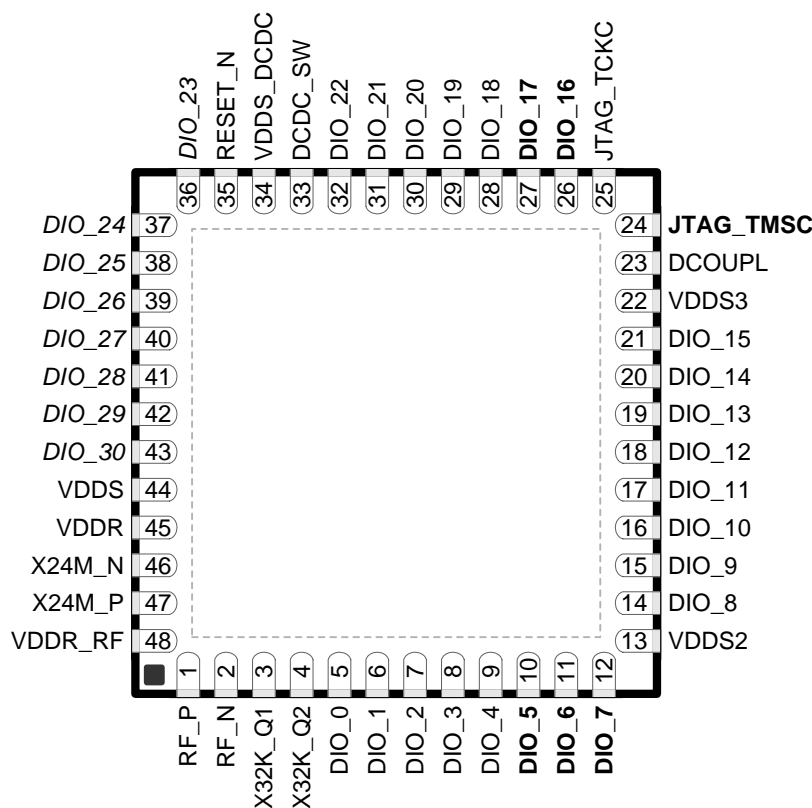 DIO_23
RESET_N
VDDS_DCDC
DCDC_SW
DIO_22
DIO_21
DIO_20
DIO_19
DIO_18
DIO_17
DIO_16
JTAG_TCKC
36
35
34
33
32
31
30
29
28
27
26
25
DIO_24 37
DIO_25 38
DIO_26 39
DIO_27 40
DIO_28 41
DIO_29 42
DIO_30 43
VDDS 44
VDDR 45
X24M_N 46
X24M_P 47
VDDR_RF 48
24 JTAG_TMSC
23 DCOUPL
22 VDDS3
21 DIO_15
20 DIO_14
19 DIO_13
18 DIO_12
17 DIO_11
16 DIO_10
15 DIO_9
14 DIO_8
13 VDDS2
1
2
3
4
5
6
7
8
9
10
11
12
RF_P
RF_N
X32K_Q1
X32K_Q2
DIO_0
DIO_1
DIO_2
DIO_3
DIO_4
DIO_5
DIO_6
DIO_7